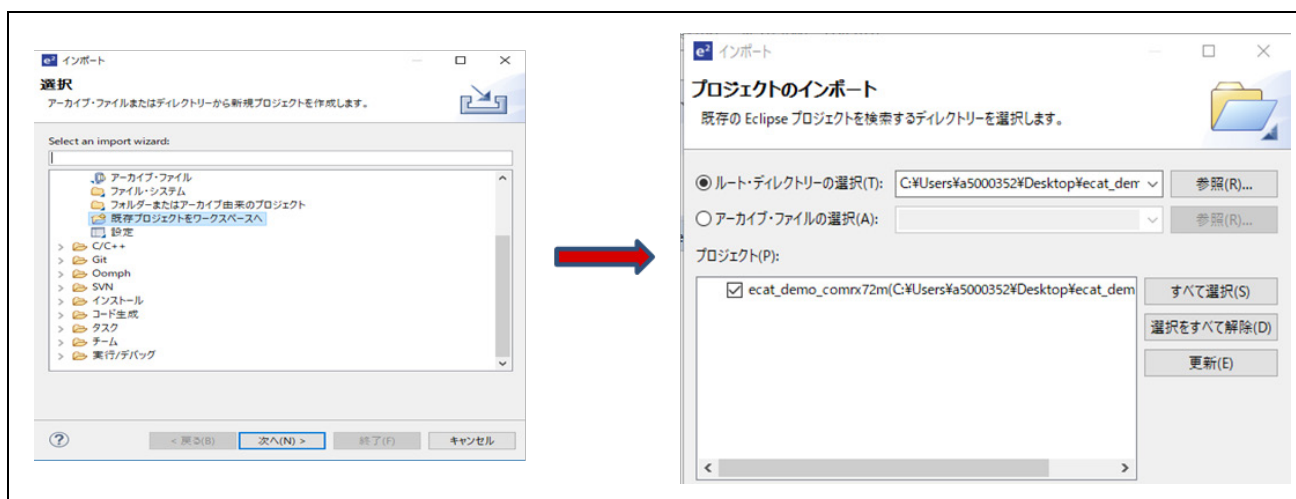 e² インポート
選択
アーカイブ・ファイルまたはディレクトリーから新規プロジェクトを作成します。
Select an import wizard:
アーカイブ・ファイル
ファイル・システム
フォルダーまたはアーカイブ由来のプロジェクト
既存プロジェクトをワークスペースへ
設定
> C/C++
> Git
> Oomph
> SVN
> インストール
> コード生成
> タスク
> チーム
> 実行/デバッグ
? < 戻る(B) 次へ(N) > 終了(F) キャンセル
e² インポート
プロジェクトのインポート
既存の Eclipse プロジェクトを検索するディレクトリーを選択します。
ルート・ディレクトリーの選択(T): C:¥Users¥a5000352¥Desktop¥ecat_dem 参照(R)...
アーカイブ・ファイルの選択(A): 参照(R)...
プロジェクト(P):
ecat_demo_comrx72m(C:¥Users¥a5000352¥Desktop¥ecat_dem
すべて選択(S)
選択をすべて解除(D)
更新(E)